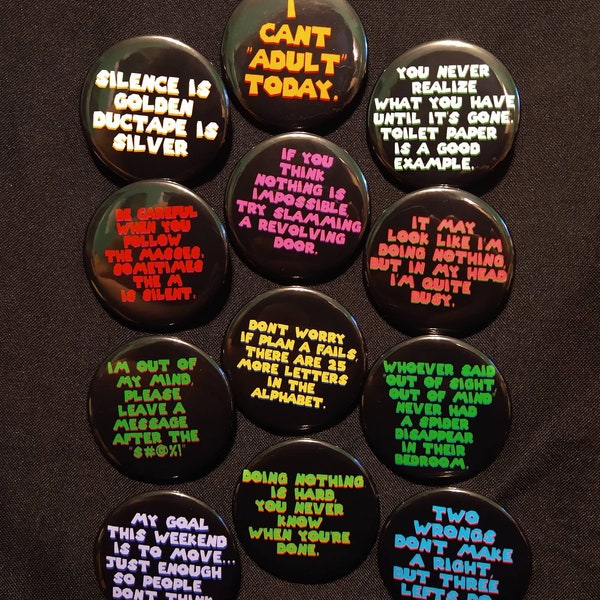 I
CANT
"ADULT"
TODAY.
SILENCE IS
GOLDEN
DUCTAPE IS
SILVER
YOU NEVER
REALIZE
WHAT YOU HAVE
UNTIL IT'S GONE.
TOILET PAPER
IS A GOOD
EXAMPLE.
IF YOU
THINK
NOTHING IS
IMPOSSIBLE,
TRY SLAMMING
A REVOLVING
DOOR.
BE CAREFUL
WHEN YOU
FOLLOW
THE MASSES.
SOMETIMES
THE M
IS SILENT.
IT MAY
LOOK LIKE I'M
DOING NOTHING
BUT IN MY HEAD
I'M QUITE
BUSY.
DONT WORRY
IF PLAN A FAILS,
THERE ARE 25
MORE LETTERS
IN THE
ALPHABET.
IM OUT OF
MY MIND,
PLEASE
LEAVE A
MESSAGE
AFTER THE
"$#@%!"
WHOEVER SAID
"OUT OF SIGHT,
OUT OF MIND"
NEVER HAD
A SPIDER
DISAPPEAR
IN THEIR
BEDROOM.
DOING NOTHING
IS HARD,
YOU NEVER
KNOW
WHEN YOU'RE
DONE.
MY GOAL
THIS WEEKEND
IS TO MOVE...
JUST ENOUGH
SO PEOPLE
DON'T THINK
TWO
WRONGS
DON'T MAKE
A RIGHT,
BUT THREE
LEFTS DO